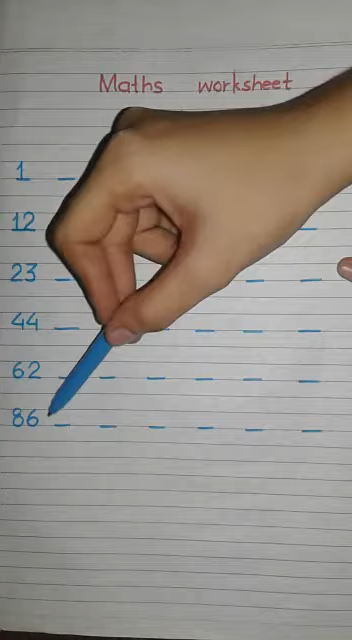 Maths worksheet
1 _
12 _
23 _ _ _
44 _ _ _ _
62 _ _ _ _ _ _
86 _ _ _ _ _ _